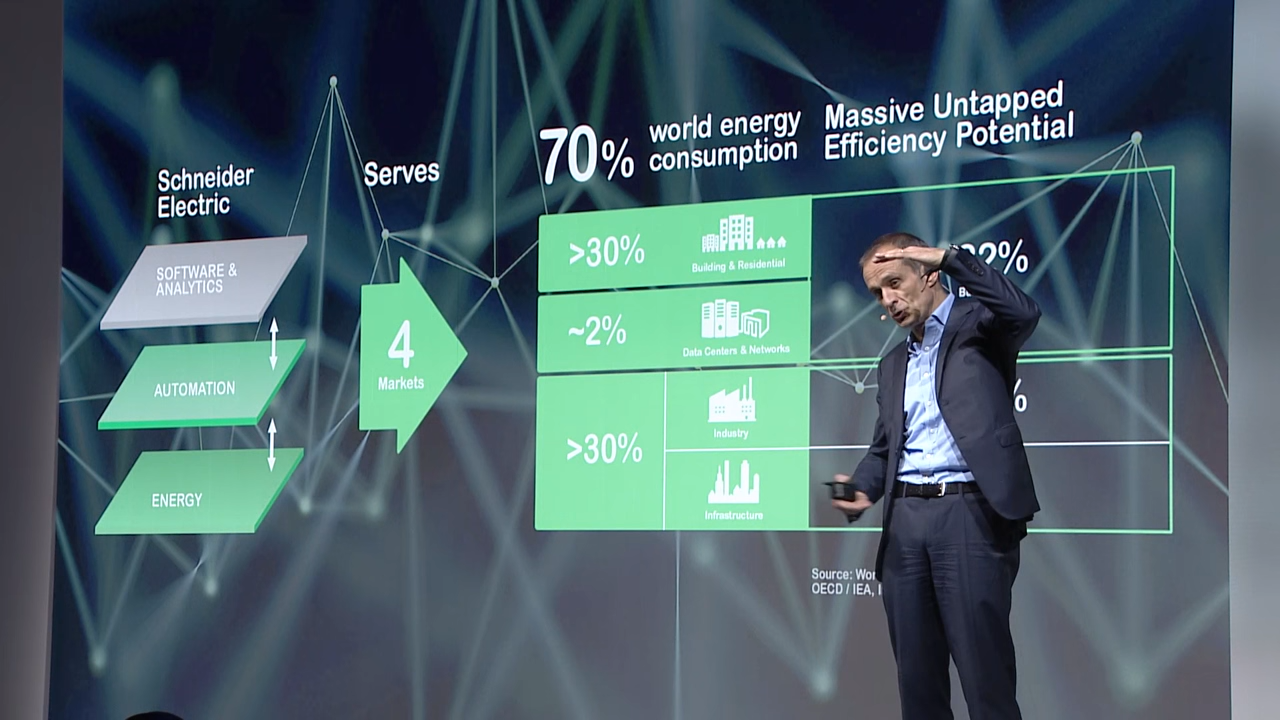 Schneider
Electric
SOFTWARE &
ANALYTICS
AUTOMATION
ENERGY
Serves
4
Markets
70% world energy
consumption
Massive Untapped
Efficiency Potential
>30%
Building & Residential
~2%
Data Centers & Networks
>30%
Industry
Infrastructure
2%
%
Source:
OECD / IEA,